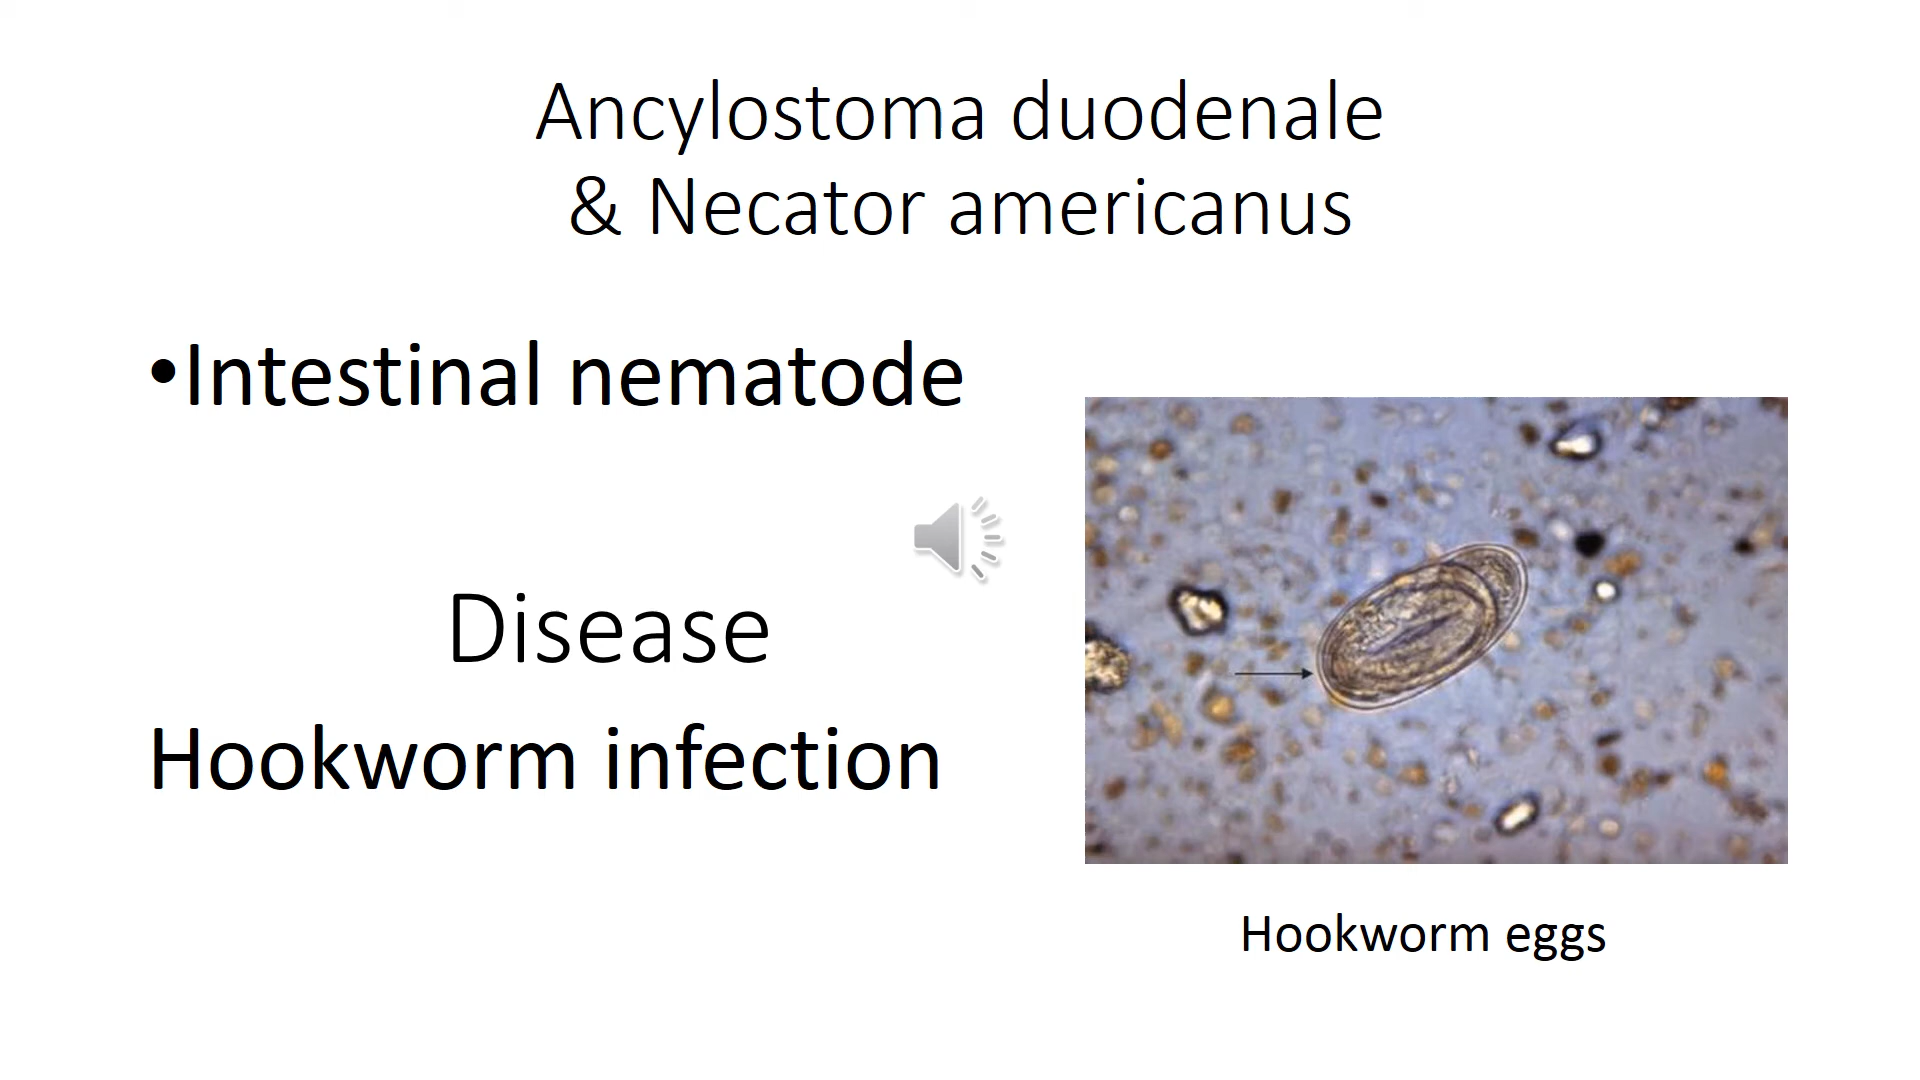 Ancylostoma duodenale
& Necator americanus
•Intestinal nematode
Disease
Hookworm infection
Hookworm eggs